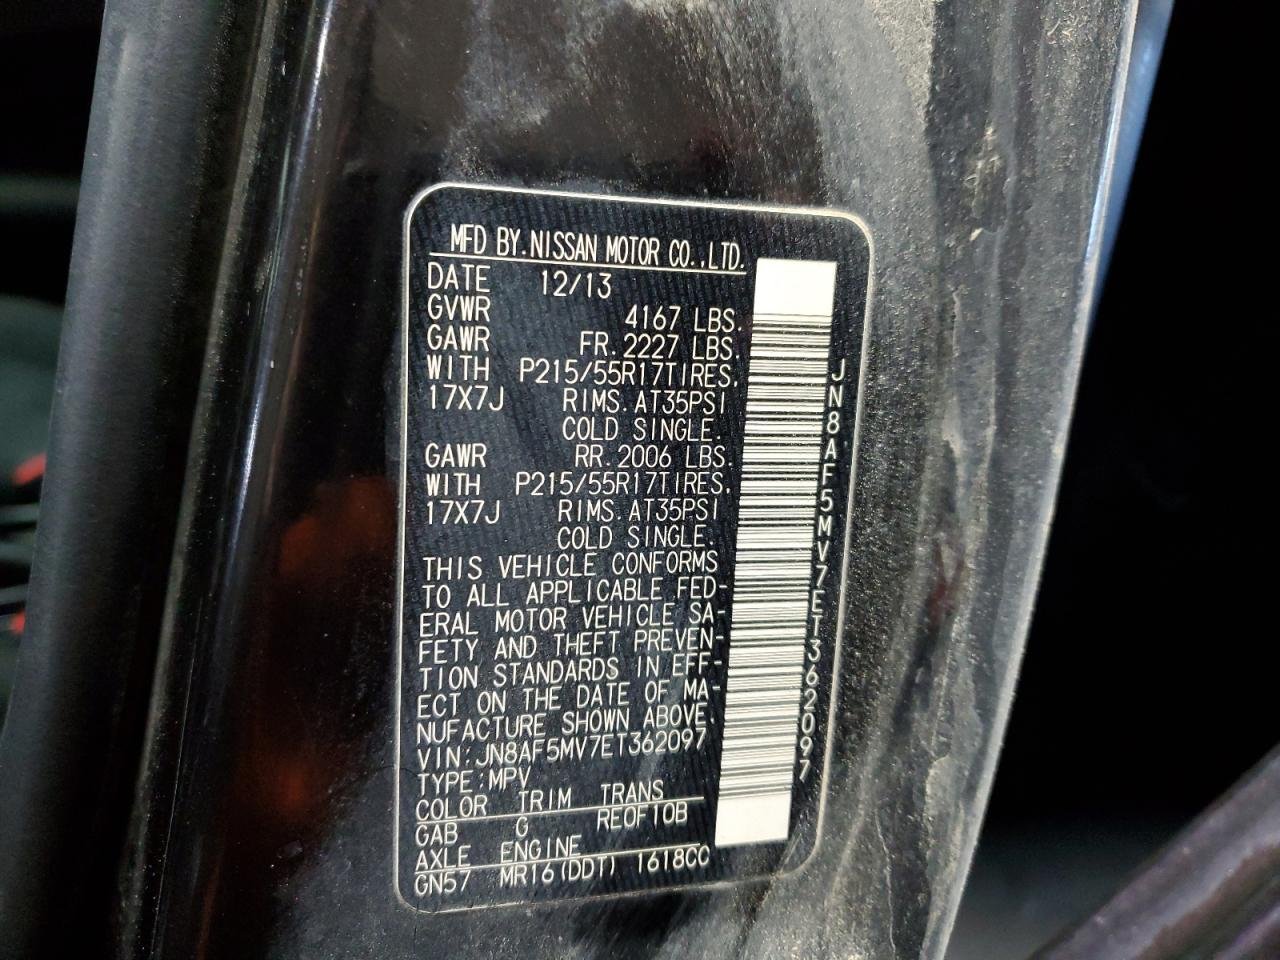 MFD BY.NISSAN MOTOR CO.,LTD.
DATE 12/13
GVWR 4167 LBS.
GAWR FR. 2227 LBS.
WITH P215/55R17TIRES.
17X7J RIMS. AT35PSI
COLD SINGLE.
GAWR RR. 2006 LBS.
WITH P215/55R17TIRES.
17X7J RIMS. AT35PSI
COLD SINGLE.
THIS VEHICLE CONFORMS
TO ALL APPLICABLE FED-
ERAL MOTOR VEHICLE SA-
FETY AND THEFT PREVEN-
TION STANDARDS IN EFF-
ECT ON THE DATE OF MA-
NUFACTURE SHOWN ABOVE.
VIN:JN8AF5MV7ET362097
TYPE:MPV
COLOR TRIM TRANS
GAB G RE0F10B
AXLE ENGINE
GN57 MR16(DDT) 1618CC
JN8AF5MV7ET362097